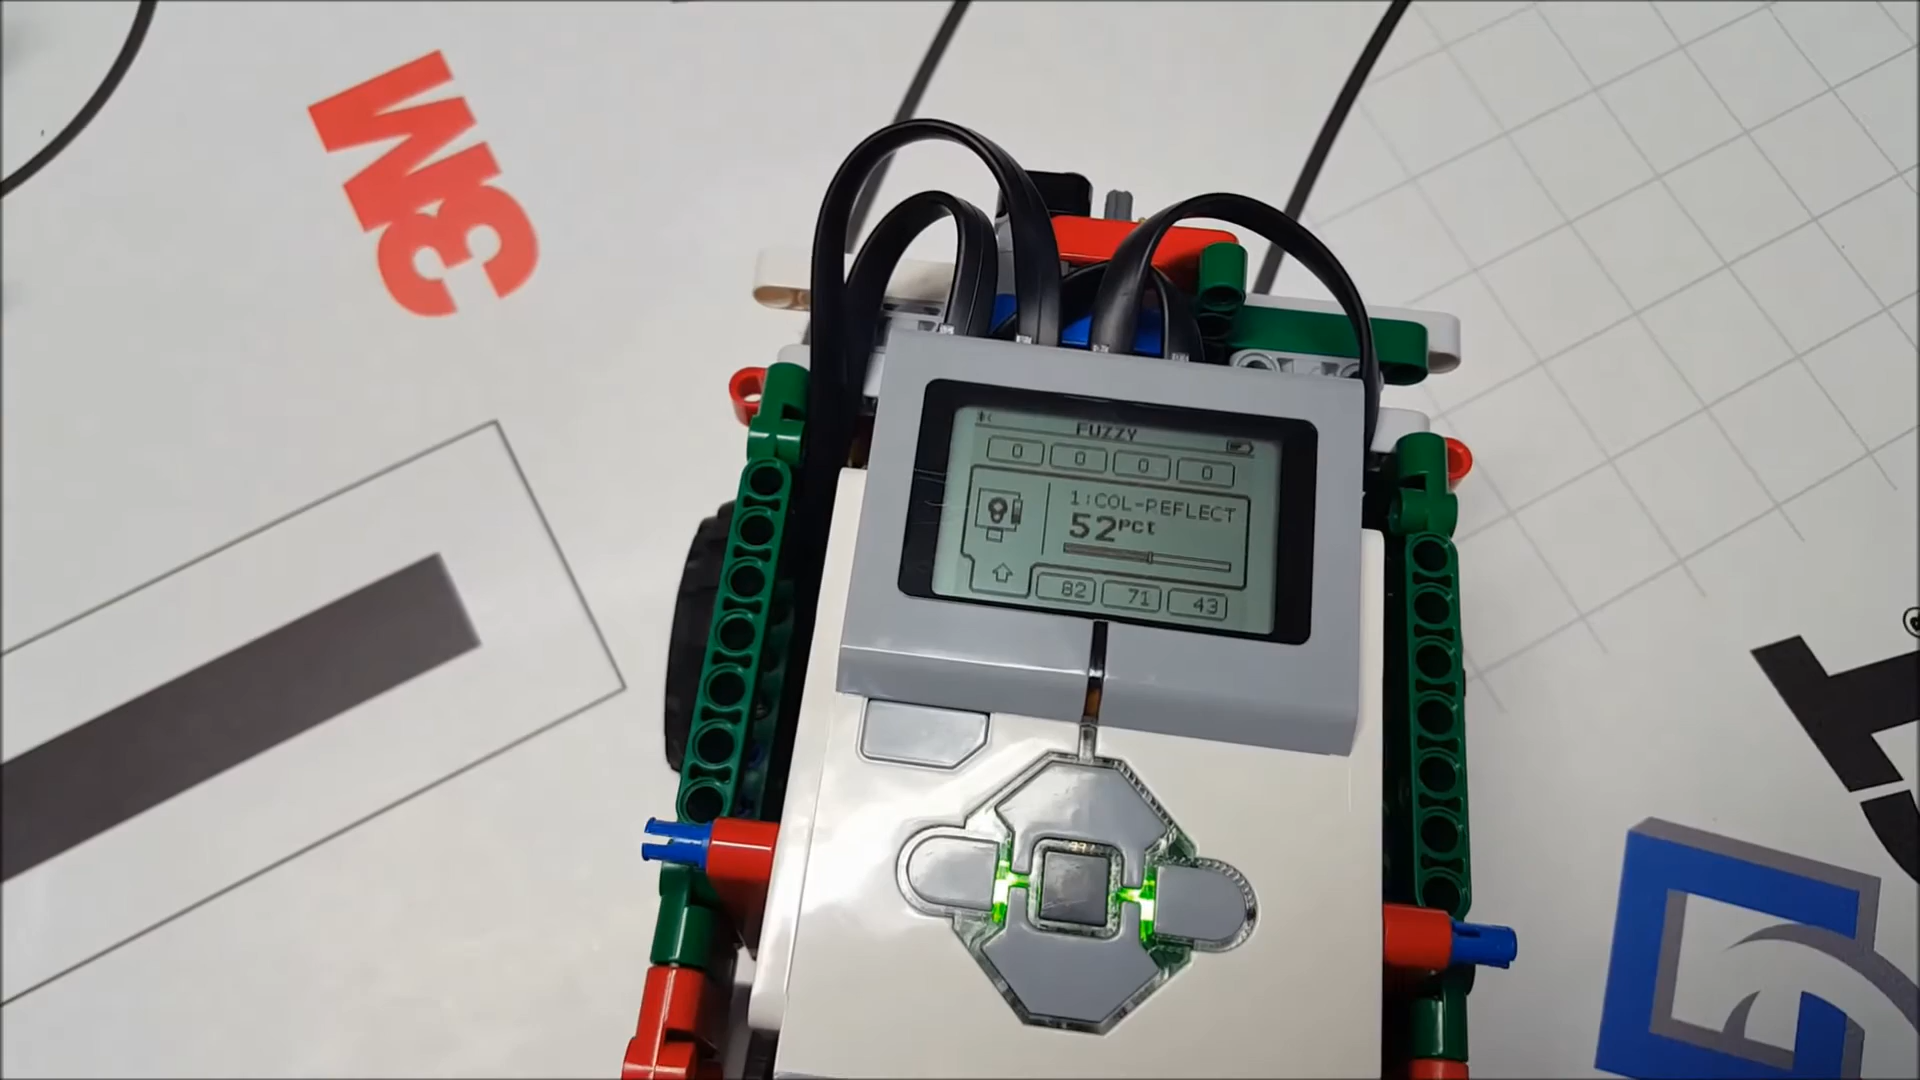 3M
FUZZY
0 0 0 0
1:COL-REFLECT
52pct
82 71 43